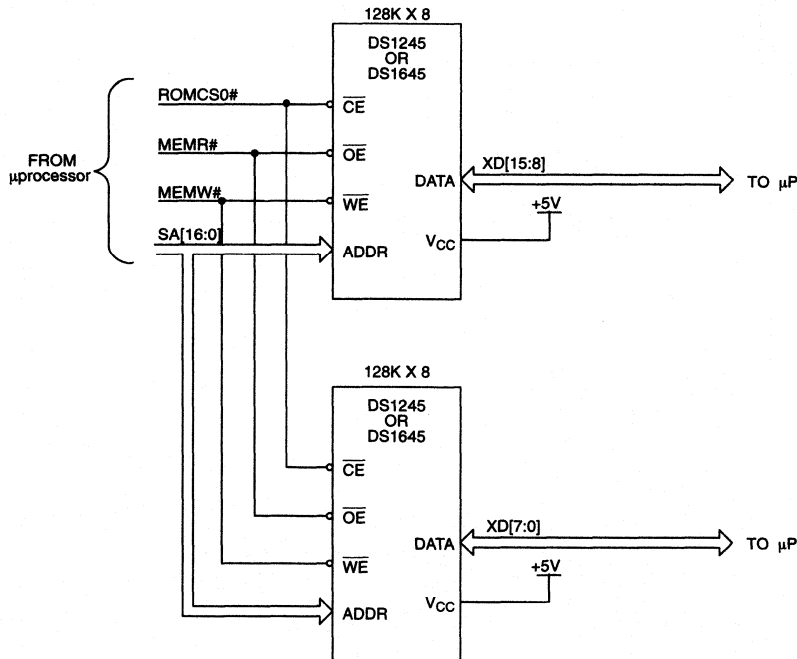 128K X 8
DS1245
OR
DS1645
ROMCS0#
CE
MEMR#
OE
FROM
μprocessor
XD[15:8]
DATA
TO μP
MEMW#
WE
+5V
SA[16:0]
ADDR
VCC
128K X 8
DS1245
OR
DS1645
CE
OE
XD[7:0]
DATA
TO μP
WE
+5V
ADDR
VCC